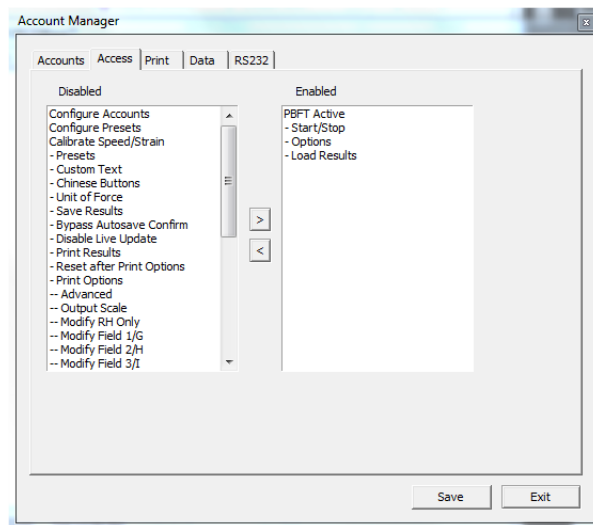 Account Manager
x
Accounts Access Print Data RS232
Disabled Enabled
Configure Accounts
Configure Presets
Calibrate Speed/Strain
- Presets
- Custom Text
- Chinese Buttons
- Unit of Force
- Save Results
- Bypass Autosave Confirm
- Disable Live Update
- Print Results
- Reset after Print Options
- Print Options
-- Advanced
-- Output Scale
-- Modify RH Only
-- Modify Field 1/G
-- Modify Field 2/H
-- Modify Field 3/I
>
<
PBFT Active
- Start/Stop
- Options
- Load Results
Save Exit